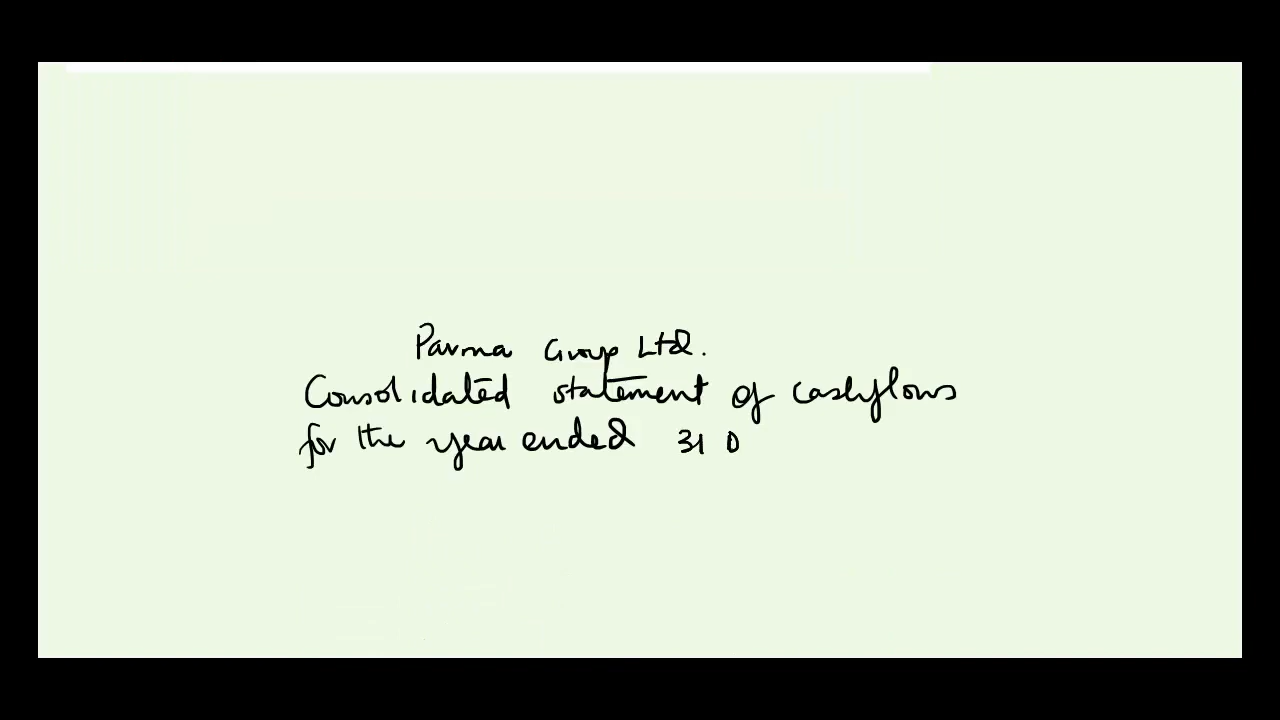 Parma Group Ltd.
Consolidated statement of cashflows
for the year ended 31 D